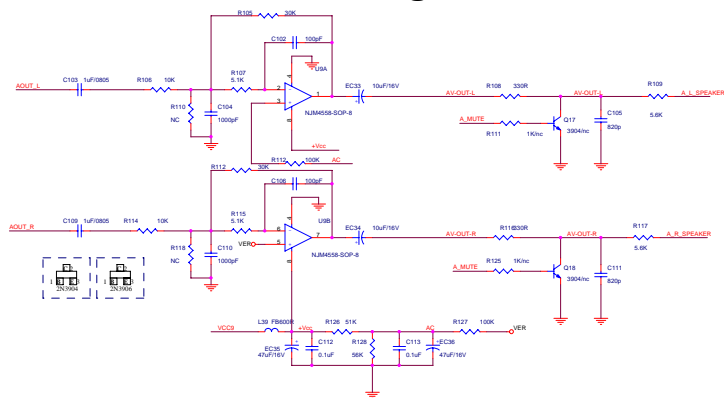 R105 30K
C102 100pF
U9A
C103 1uF/0805
R106 10K
R107
5.1K
EC33 10uF/16V
AOUT_L
4
2
3
1
8
NJM4558-SOP-8
AV-OUT-L
R108 330R
AV-OUT-L
R109
5.6K
A_L_SPEAKER
R110
NC
C104
1000pF
A_MUTE
R111 1K/nc
Q17
3904/nc
C105
820p
+Vcc
R112 100K AC
R112 30K
C106 100pF
U9B
C109 1uF/0805
R114 10K
R115
5.1K
EC34 10uF/16V
AOUT_R
4
6
5
7
8
VER
NJM4558-SOP-8
AV-OUT-R
R116 330R
AV-OUT-R
R117
5.6K
A_R_SPEAKER
R118
NC
C110
1000pF
A_MUTE
R125 1K/nc
Q18
3904/nc
C111
820p
1
2N3904
1
2N3906
VCC9
L39 FB600R
+Vcc
R126 51K
AC
R127 100K
VER
EC35
47uF/16V
C112
0.1uF
R128
56K
C113
0.1uF
EC36
47uF/16V